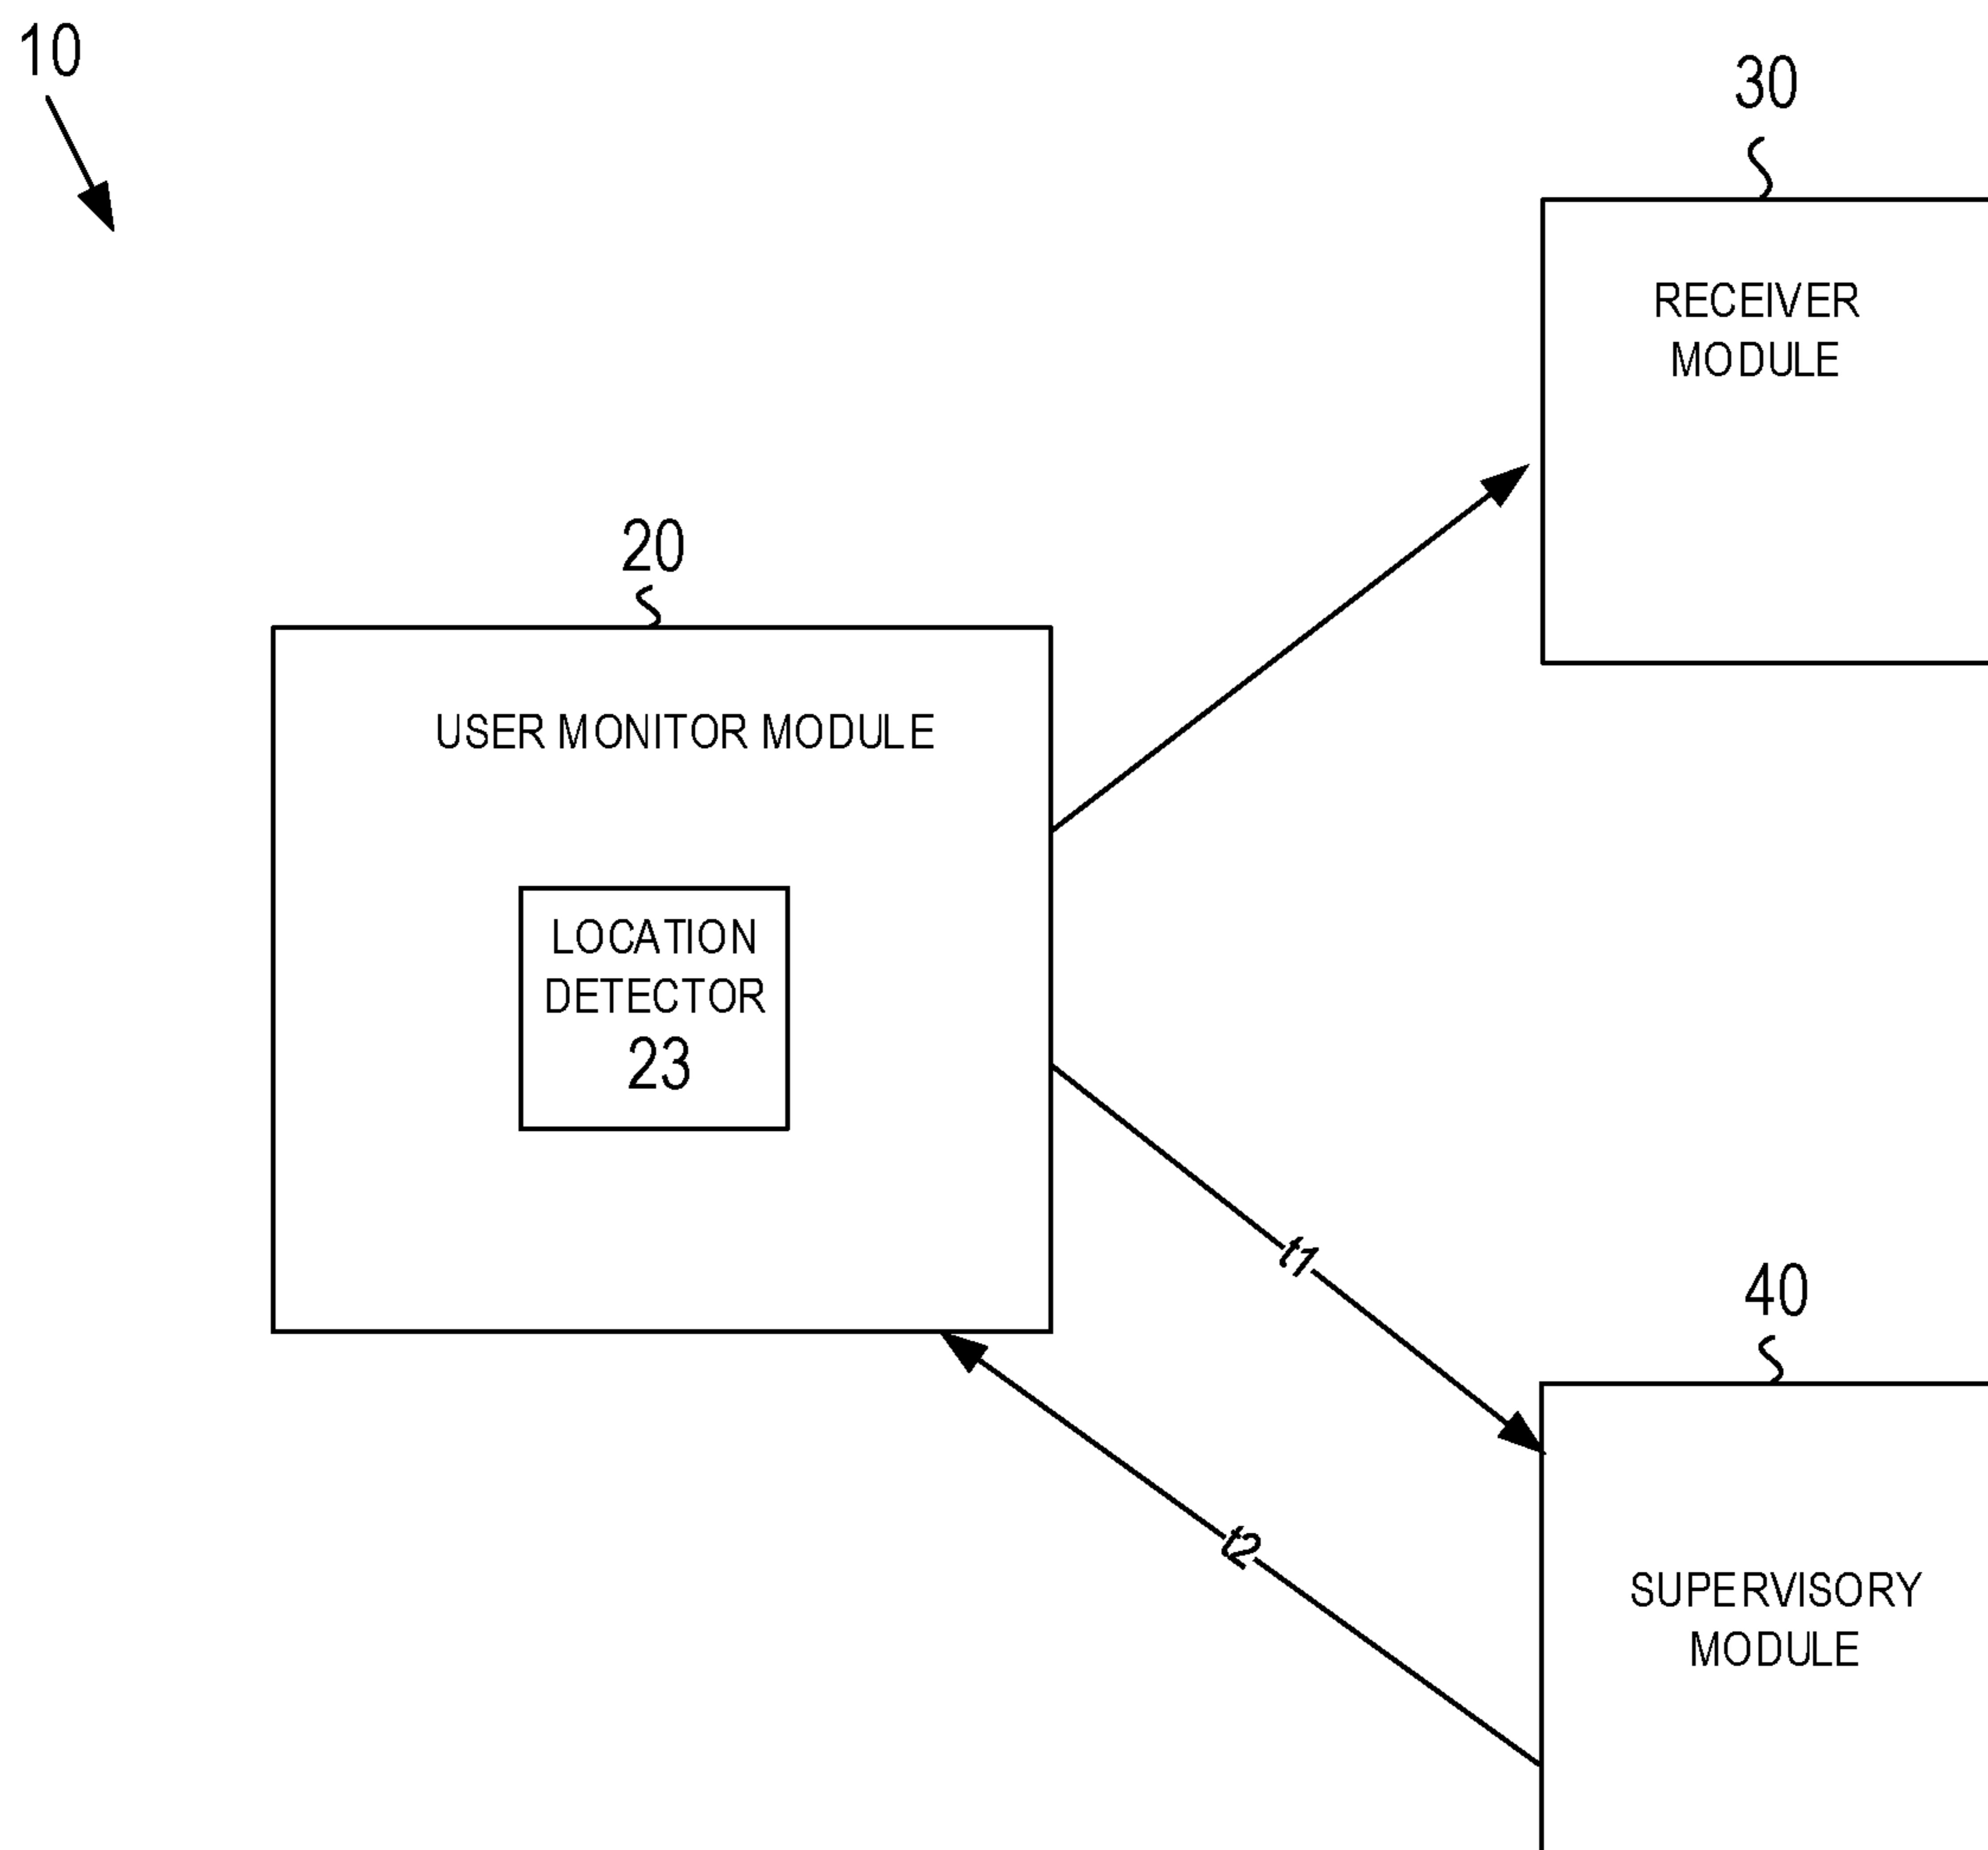 10
30
RECEIVER
MODULE
20
USER MONITOR MODULE
LOCATION
DETECTOR
23
t1
40
t2
SUPERVISORY
MODULE